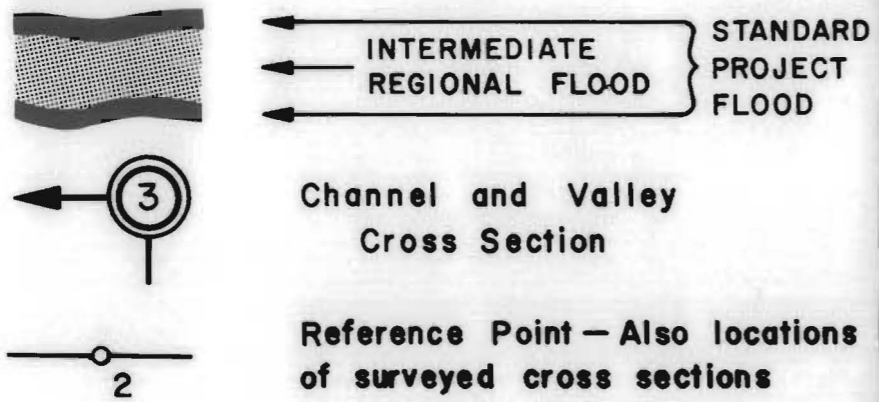 INTERMEDIATE
REGIONAL FLOOD
STANDARD
PROJECT
FLOOD
3
Channel and Valley
Cross Section
2
Reference Point — Also locations
of surveyed cross sections